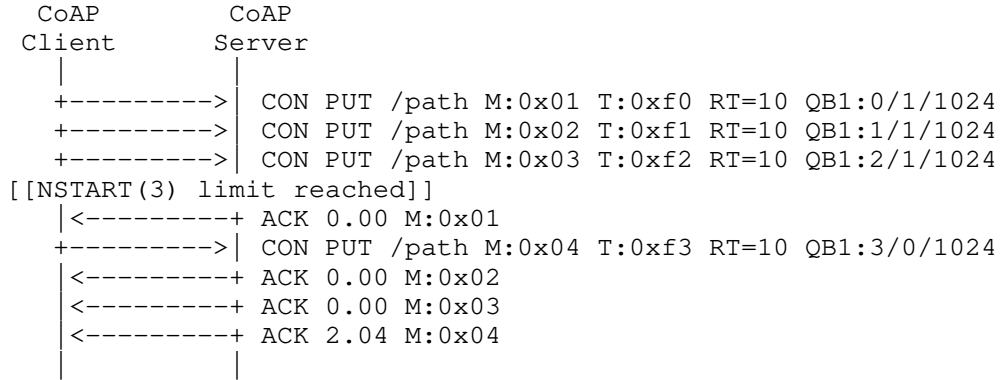 CoAP CoAP
Client Server
| |
+--------->| CON PUT /path M:0x01 T:0xf0 RT=10 QB1:0/1/1024
+--------->| CON PUT /path M:0x02 T:0xf1 RT=10 QB1:1/1/1024
+--------->| CON PUT /path M:0x03 T:0xf2 RT=10 QB1:2/1/1024
[[NSTART(3) limit reached]]
|<---------+ ACK 0.00 M:0x01
+--------->| CON PUT /path M:0x04 T:0xf3 RT=10 QB1:3/0/1024
|<---------+ ACK 0.00 M:0x02
|<---------+ ACK 0.00 M:0x03
|<---------+ ACK 2.04 M:0x04
| |